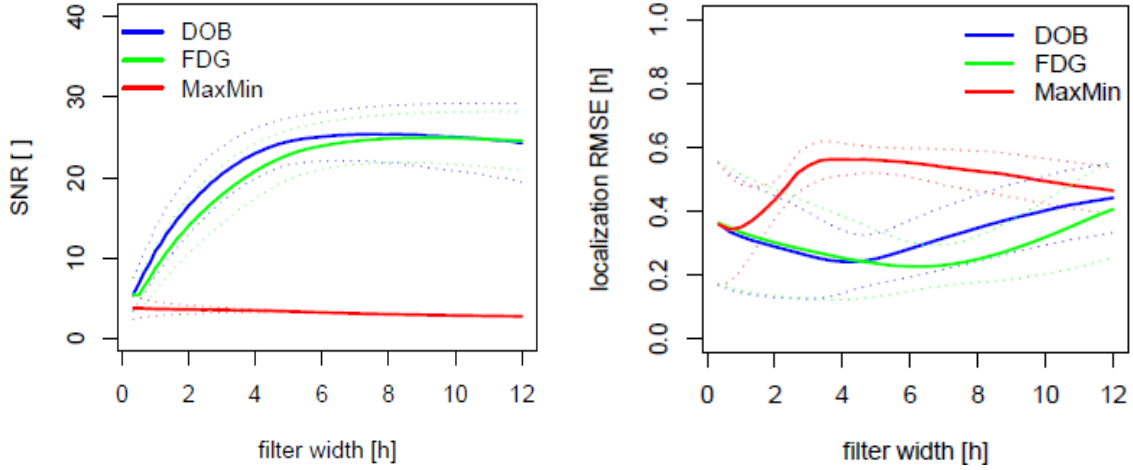 40
30
20
10
0
SNR [ ]
DOB
FDG
MaxMin
0 2 4 6 8 10 12
filter width [h]
1.0
0.8
0.6
0.4
0.2
0.0
localization RMSE [h]
DOB
FDG
MaxMin
0 2 4 6 8 10 12
filter width [h]